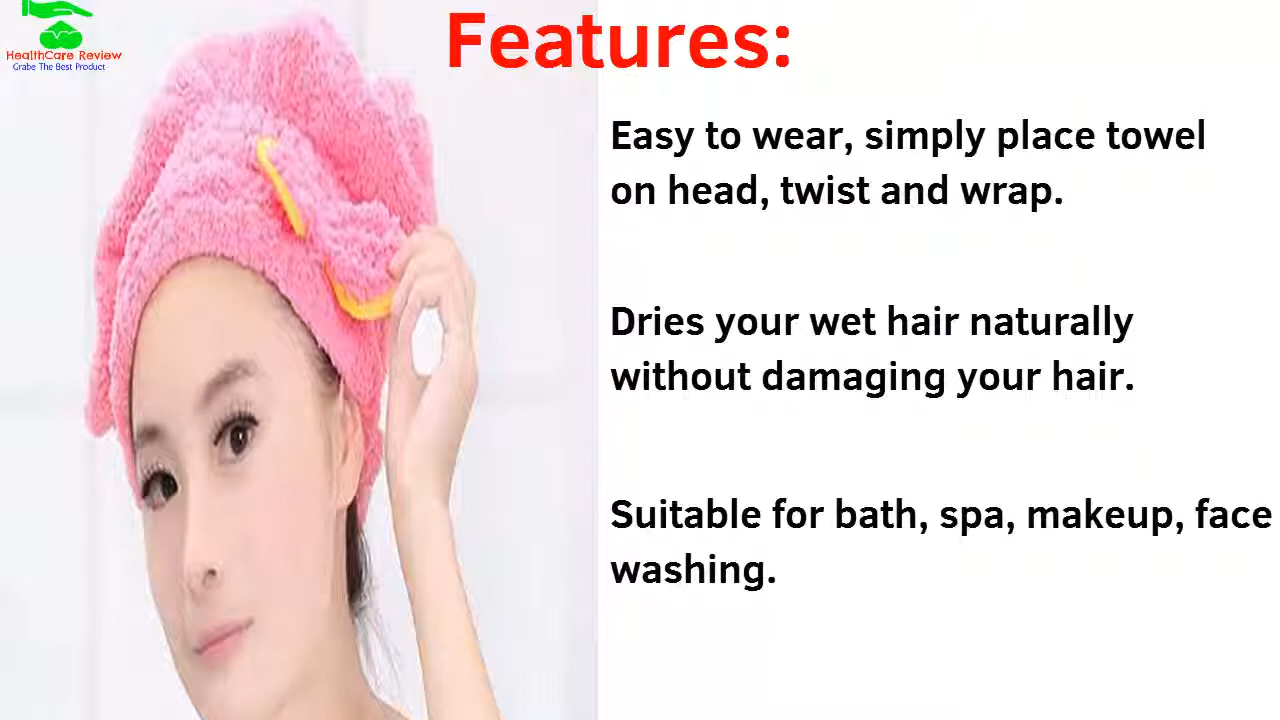 HealthCare Review
Grabe The Best Product
Features:
Easy to wear, simply place towel
on head, twist and wrap.
Dries your wet hair naturally
without damaging your hair.
Suitable for bath, spa, makeup, face
washing.